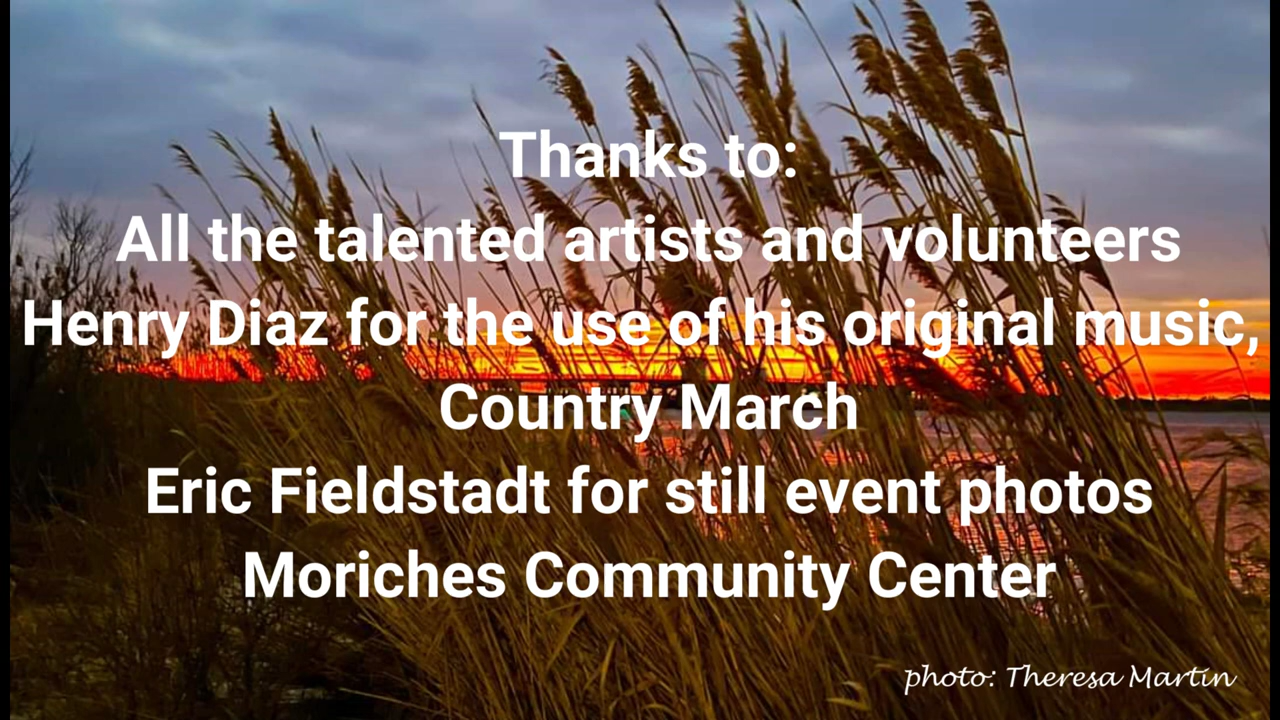 Thanks to:
All the talented artists and volunteers
Henry Diaz for the use of his original music,
Country March
Eric Fieldstadt for still event photos
Moriches Community Center
photo: Theresa Martin